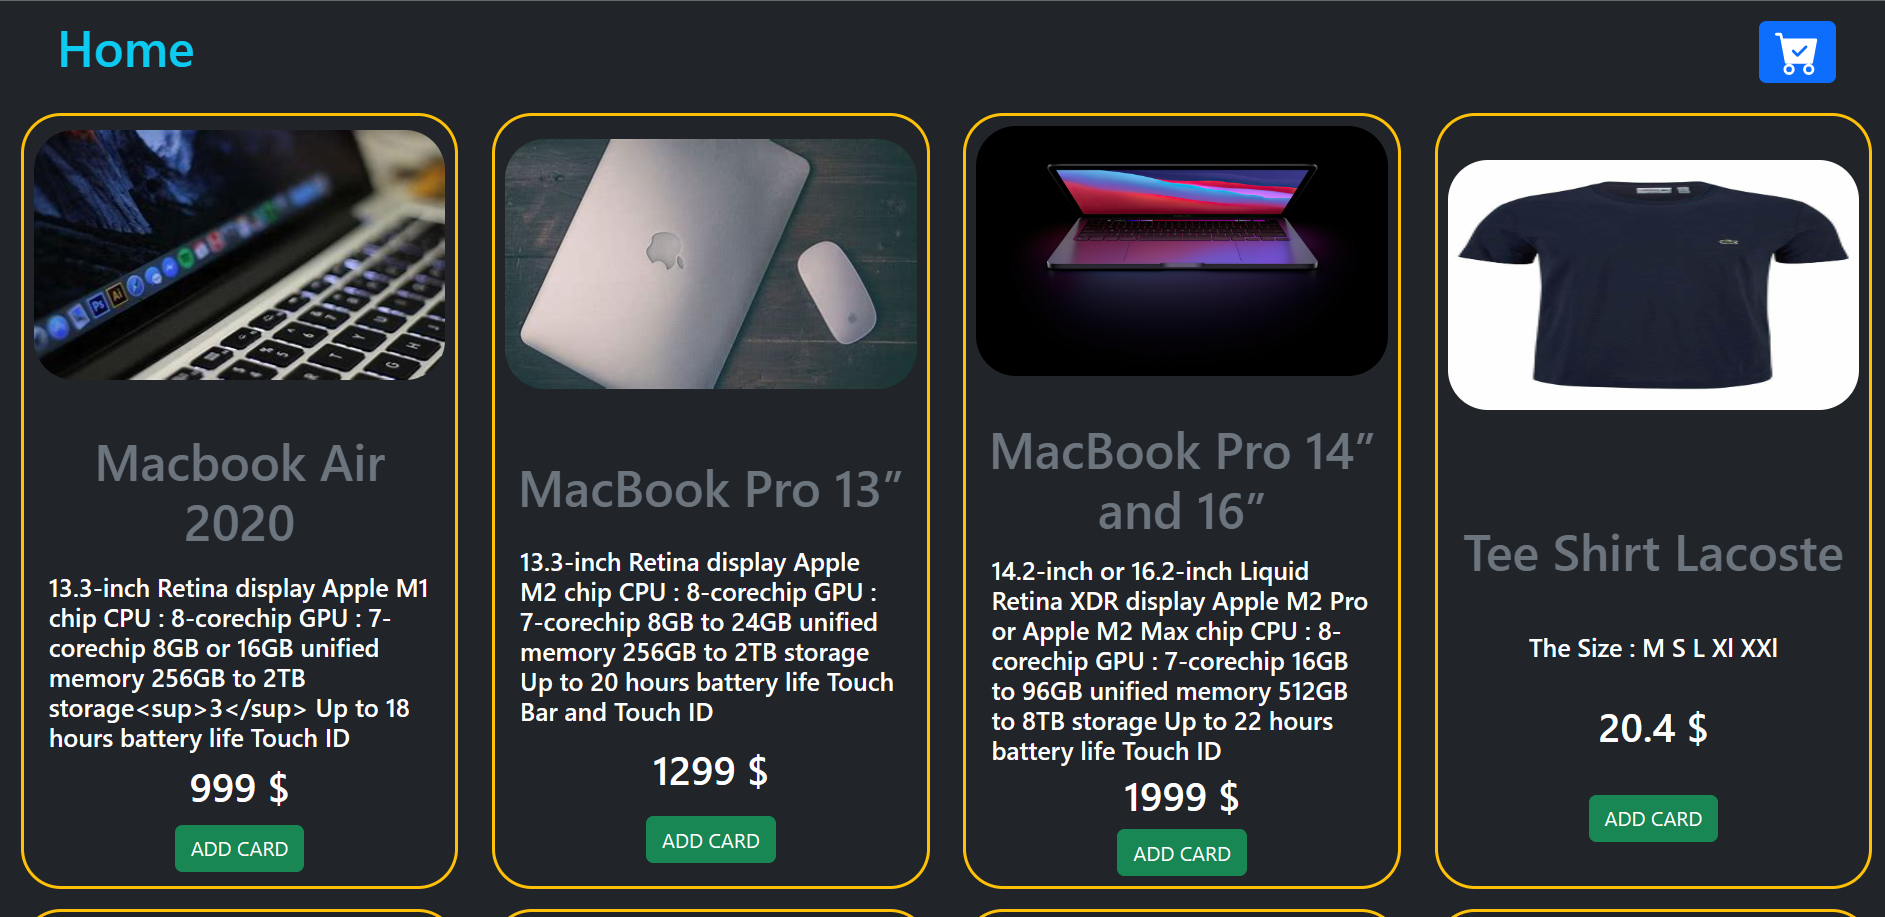 Home
Macbook Air
2020
13.3-inch Retina display Apple M1
chip CPU : 8-corechip GPU : 7-
corechip 8GB or 16GB unified
memory 256GB to 2TB
storage<sup>3</sup> Up to 18
hours battery life Touch ID
999 $
ADD CARD
MacBook Pro 13”
13.3-inch Retina display Apple
M2 chip CPU : 8-corechip GPU :
7-corechip 8GB to 24GB unified
memory 256GB to 2TB storage
Up to 20 hours battery life Touch
Bar and Touch ID
1299 $
ADD CARD
MacBook Pro 14”
and 16”
14.2-inch or 16.2-inch Liquid
Retina XDR display Apple M2 Pro
or Apple M2 Max chip CPU : 8-
corechip GPU : 7-corechip 16GB
to 96GB unified memory 512GB
to 8TB storage Up to 22 hours
battery life Touch ID
1999 $
ADD CARD
Tee Shirt Lacoste
The Size : M S L Xl XXl
20.4 $
ADD CARD
Ps
Ai